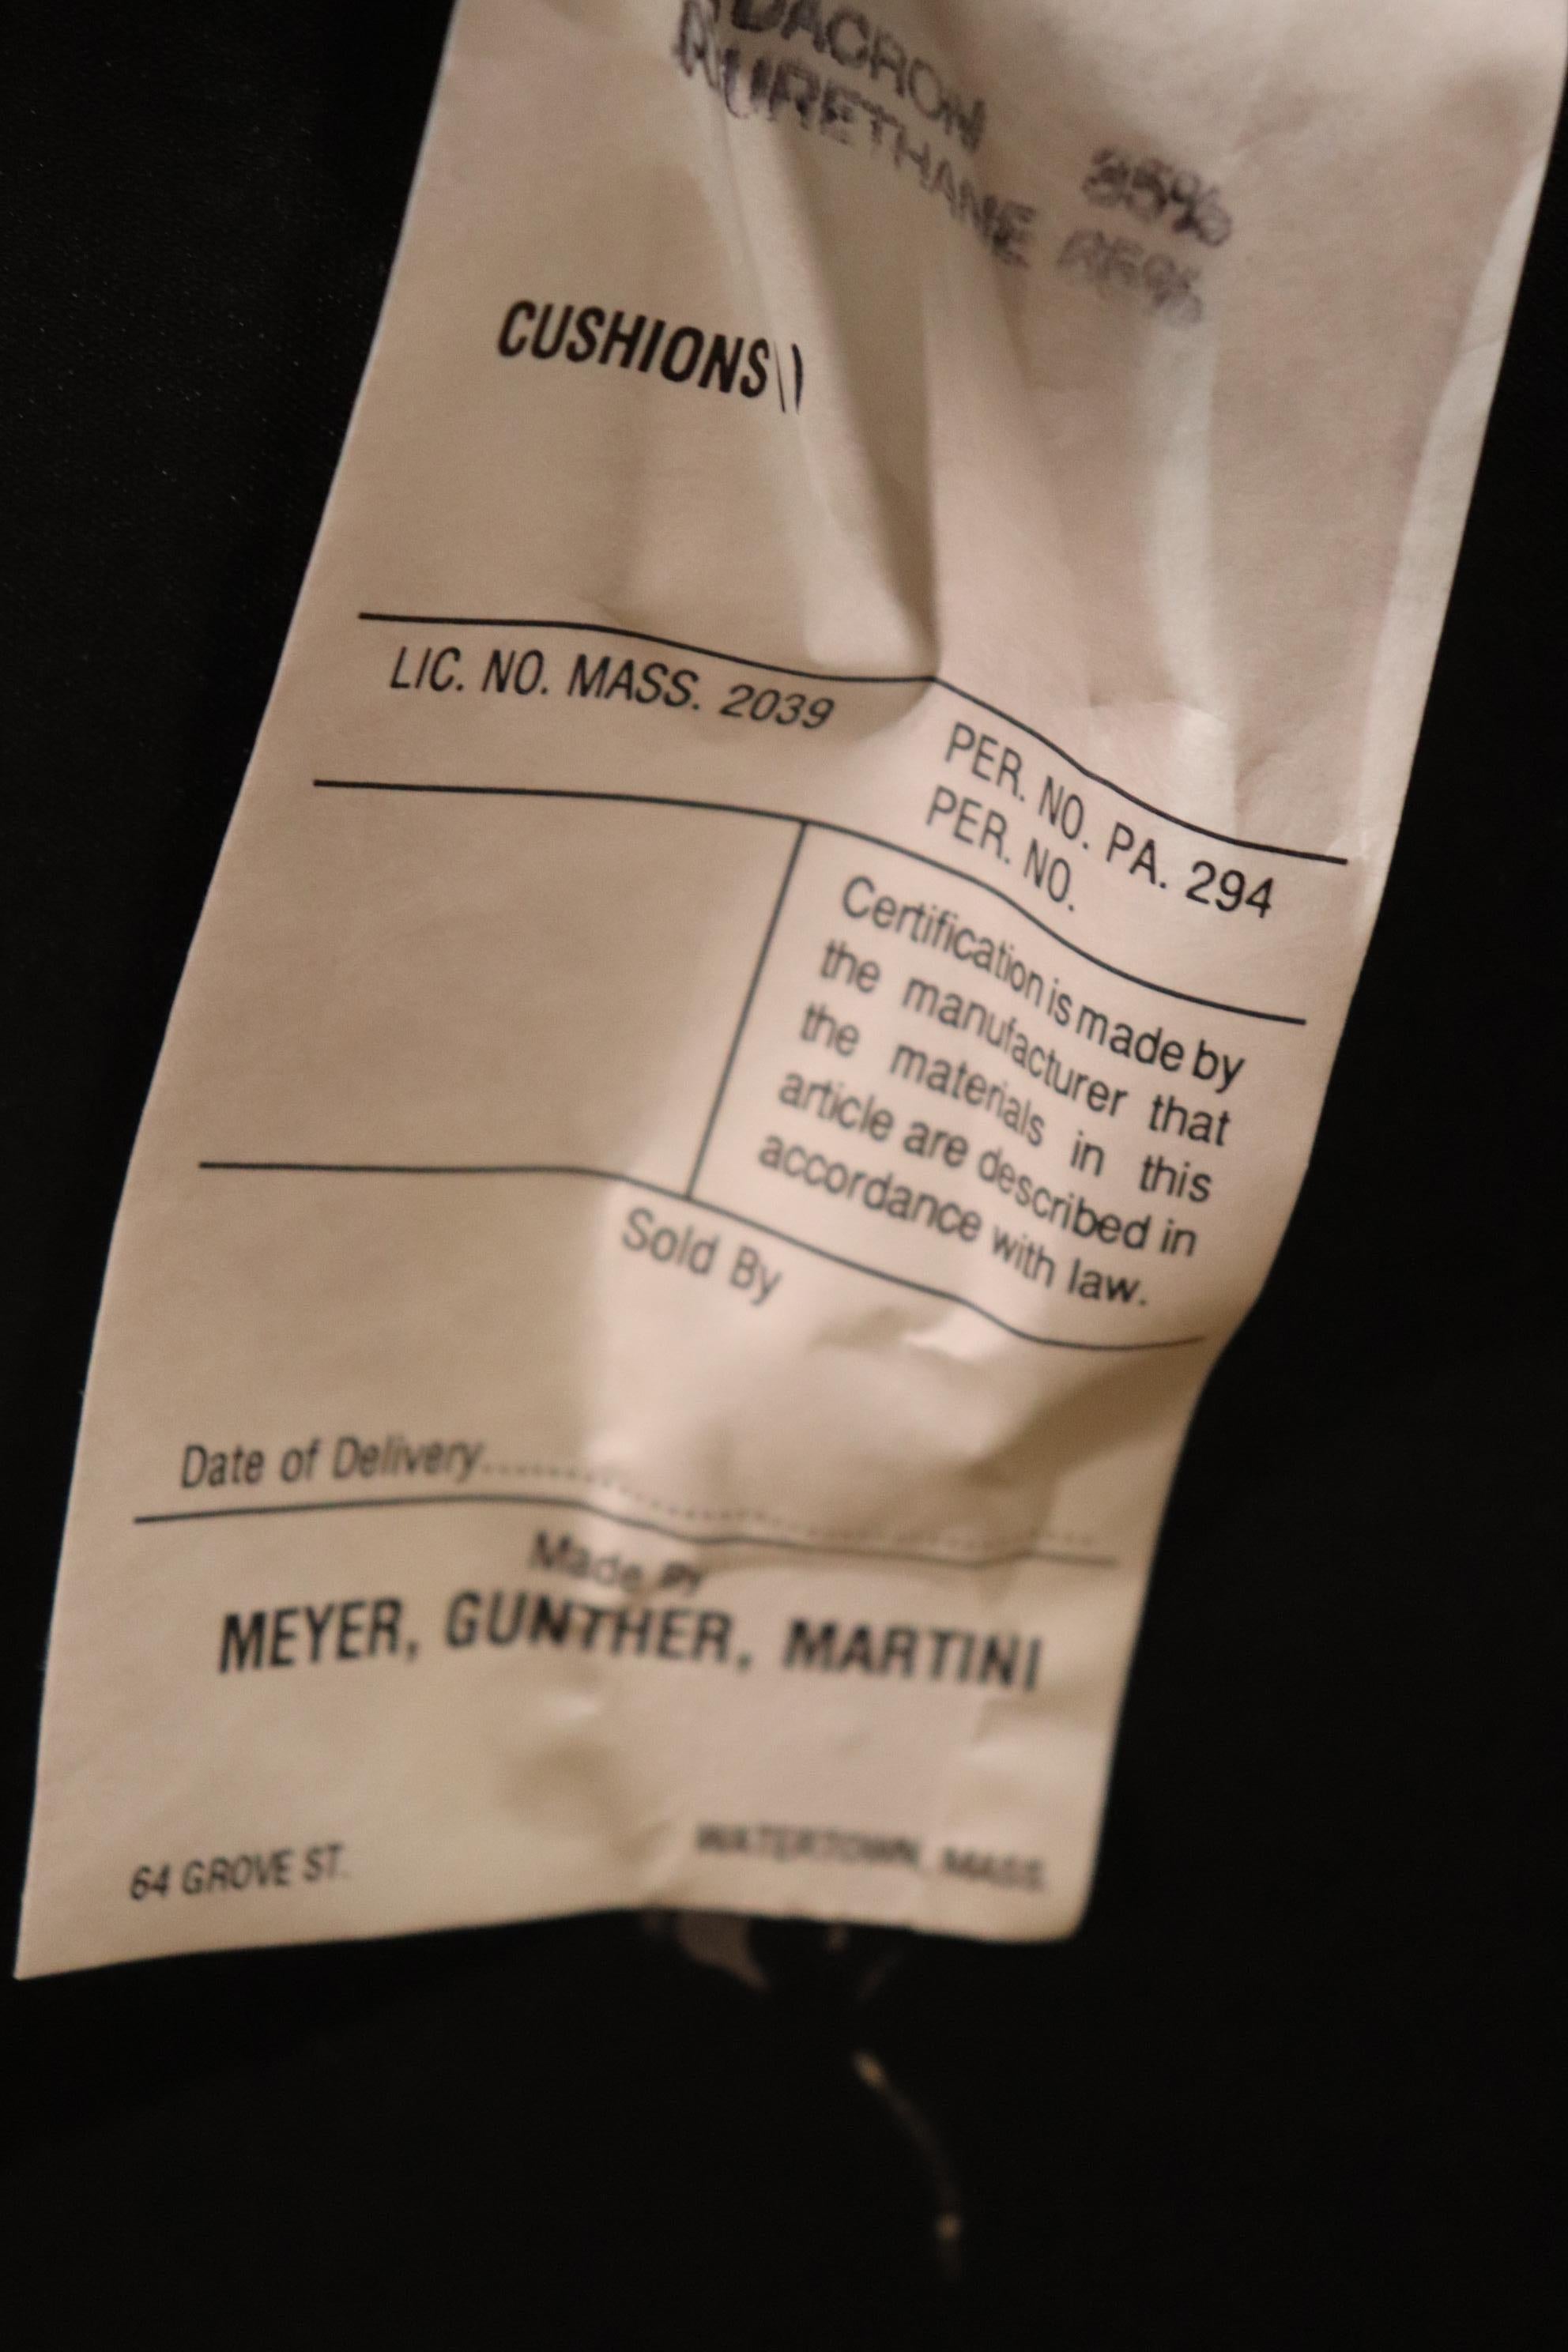 DACRON 35%
URETHANE 65%
CUSHIONS
LIC. NO. MASS. 2039
PER. NO. PA. 294
PER. NO.
Certification is made by
the manufacturer that
the materials in this
article are described in
accordance with law.
Sold By
Date of Delivery
Made By
MEYER, GUNTHER, MARTINI
64 GROVE ST. WATERTOWN, MASS.